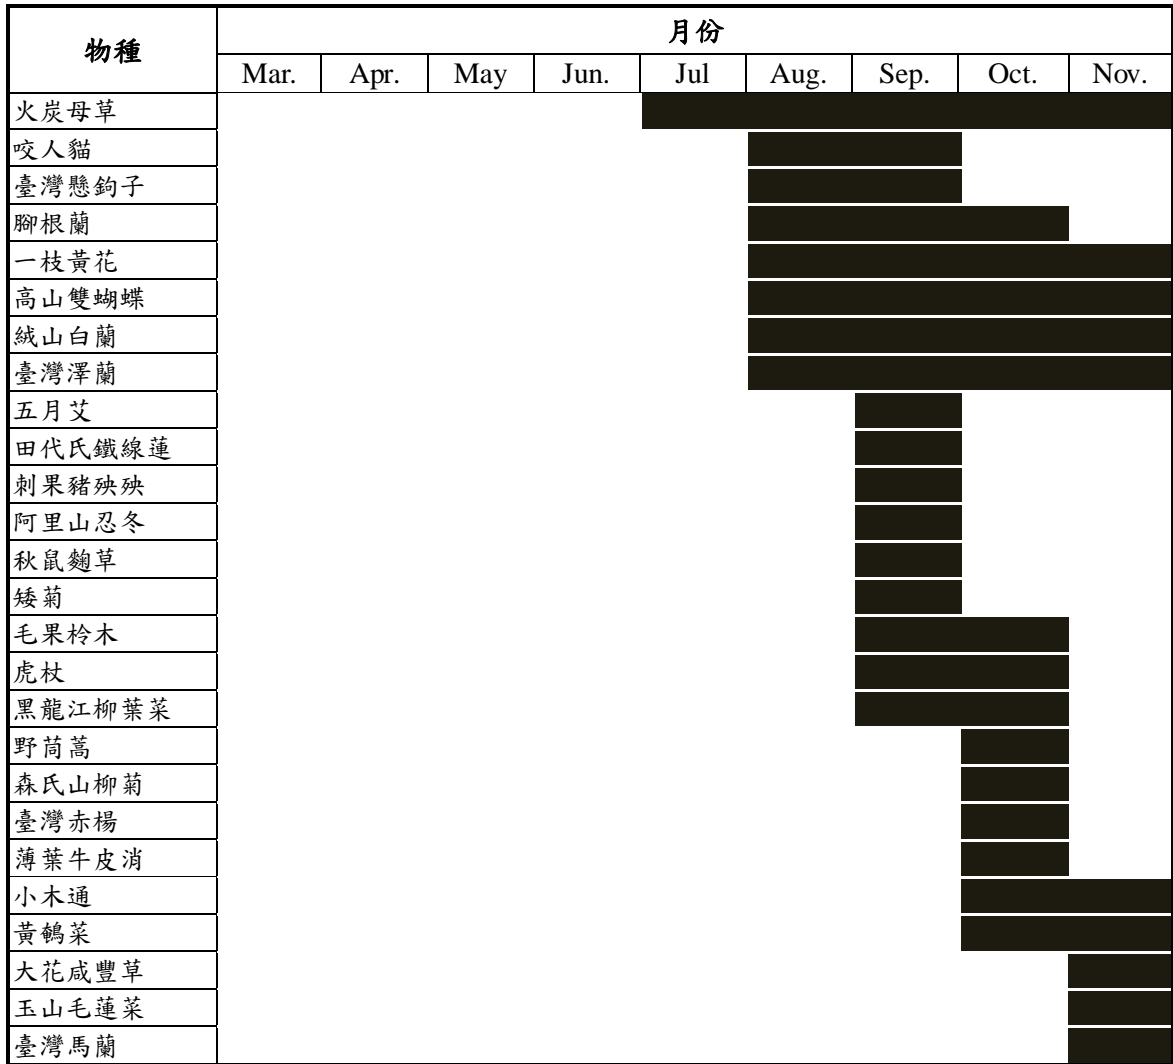 物種
月份
Mar. Apr. May Jun. Jul Aug. Sep. Oct. Nov.
火炭母草
咬人貓
臺灣懸鉤子
腳根蘭
一枝黃花
高山雙蝴蝶
絨山白蘭
臺灣澤蘭
五月艾
田代氏鐵線蓮
刺果豬殃殃
阿里山忍冬
秋鼠麴草
矮菊
毛果柃木
虎杖
黑龍江柳葉菜
野茼蒿
森氏山柳菊
臺灣赤楊
薄葉牛皮消
小木通
黃鵪菜
大花咸豐草
玉山毛蓮菜
臺灣馬蘭